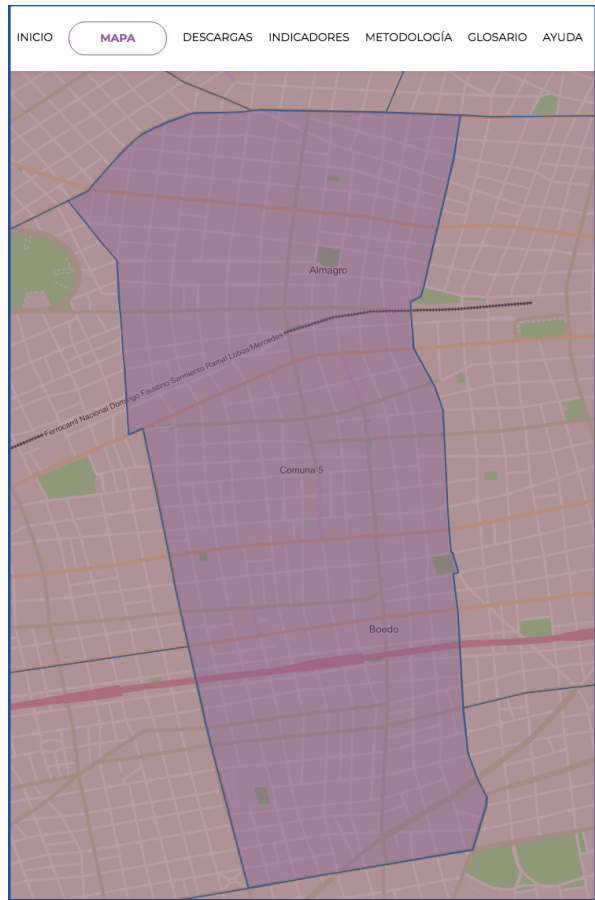 INICIO MAPA DESCARGAS INDICADORES METODOLOGÍA GLOSARIO AYUDA
Almagro
Ferrocarril Nacional Domingo Faustino Sarmiento Ramal Lobos/Mercedes
Comuna 5
Boedo